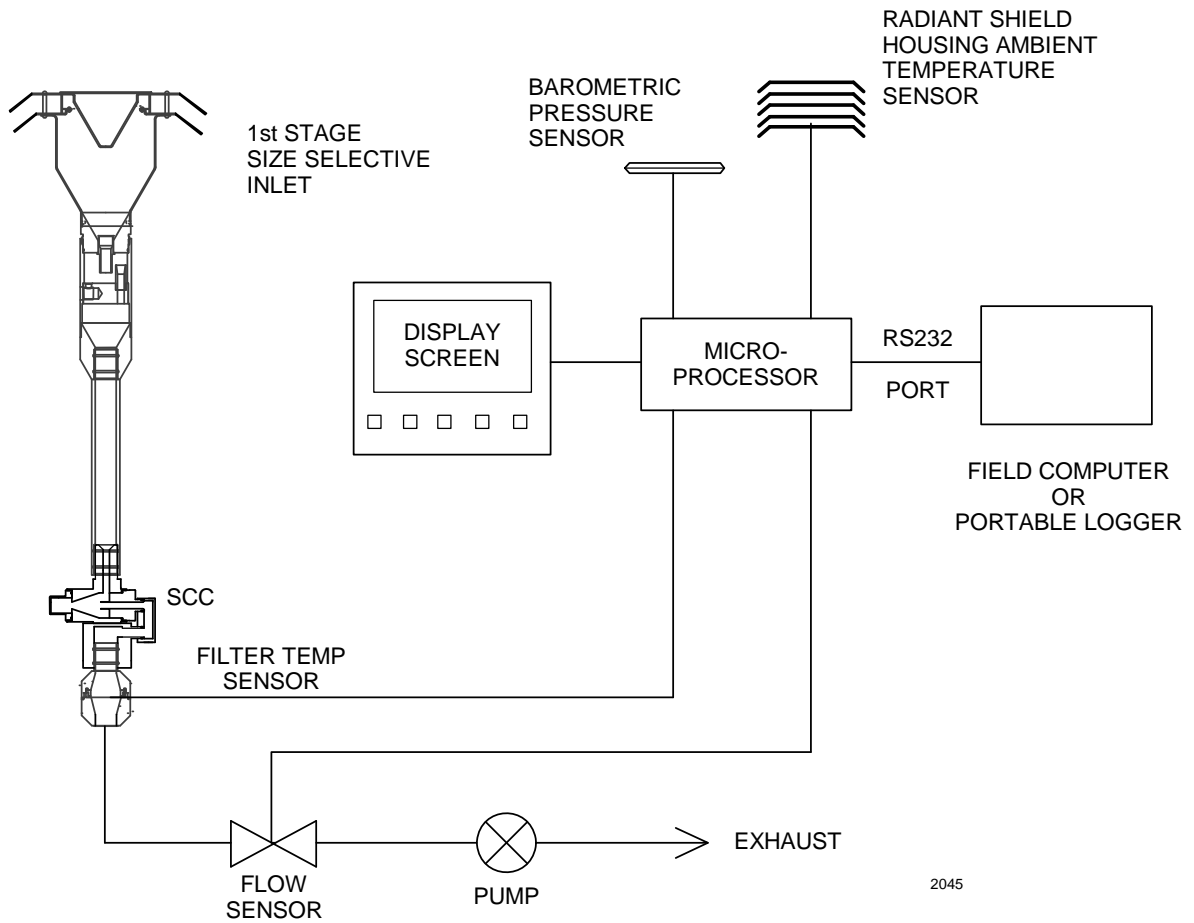 RADIANT SHIELD
HOUSING AMBIENT
TEMPERATURE
SENSOR
BAROMETRIC
PRESSURE
SENSOR
1st STAGE
SIZE SELECTIVE
INLET
DISPLAY
SCREEN
MICRO-
PROCESSOR
RS232
PORT
FIELD COMPUTER
OR
PORTABLE LOGGER
SCC
FILTER TEMP
SENSOR
FLOW
SENSOR
PUMP
EXHAUST
2045